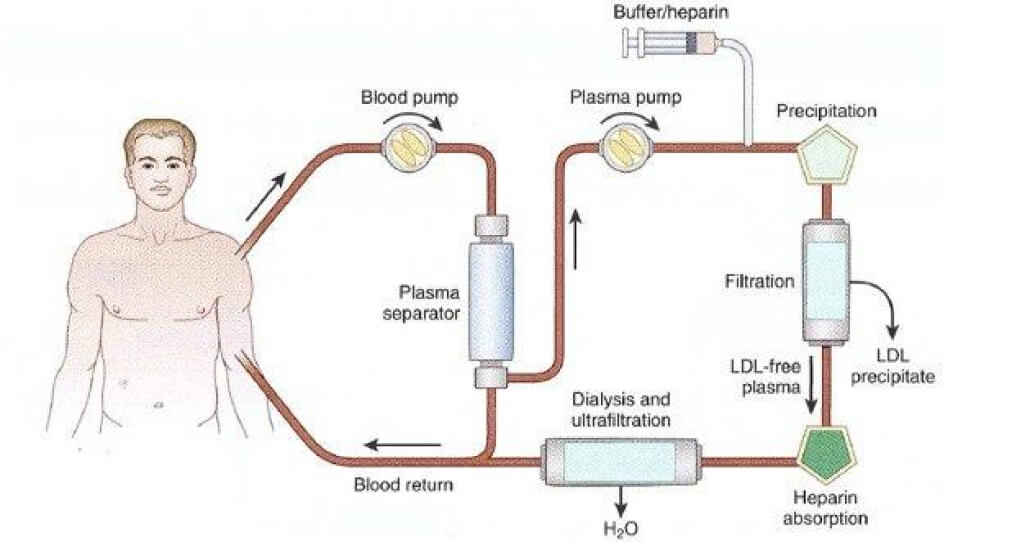 Buffer/heparin
Blood pump
Plasma pump
Precipitation
Plasma
separator
Filtration
LDL-free
plasma
LDL
precipitate
Dialysis and
ultrafiltration
Blood return
H₂O
Heparin
absorption